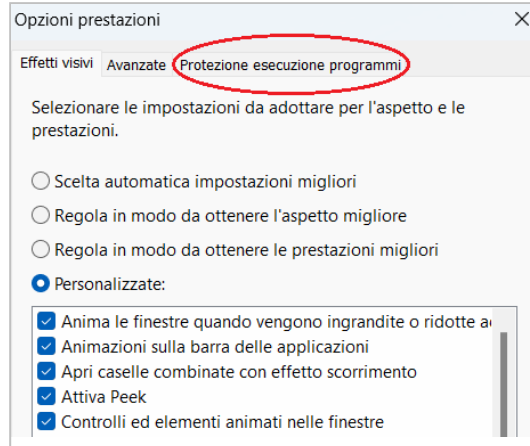 Opzioni prestazioni
Effetti visivi Avanzate Protezione esecuzione programmi
Selezionare le impostazioni da adottare per l'aspetto e le
prestazioni.
Scelta automatica impostazioni migliori
Regola in modo da ottenere l'aspetto migliore
Regola in modo da ottenere le prestazioni migliori
Personalizzate:
Anima le finestre quando vengono ingrandite o ridotte
Animazioni sulla barra delle applicazioni
Apri caselle combinate con effetto scorrimento
Attiva Peek
Controlli ed elementi animati nelle finestre